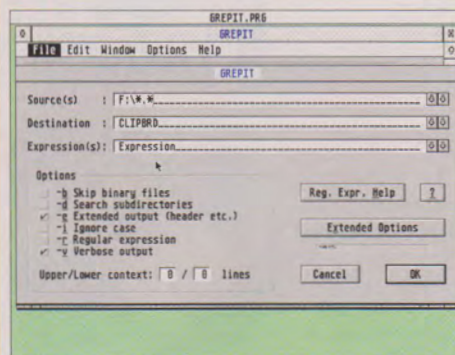 GREPIT.PRG
GREPIT
File Edit Window Options Help
GREPIT
Source(s) : F:\*.*
Destination : CLIPBRD
Expression(s): Expression
Options
-b Skip binary files
-d Search subdirectories
-e Extended output (header etc.)
-i Ignore case
-r Regular expression
-v Verbose output
Reg. Expr. Help ?
Extended Options
Upper/Lower context: 0 / 0 lines
Cancel OK